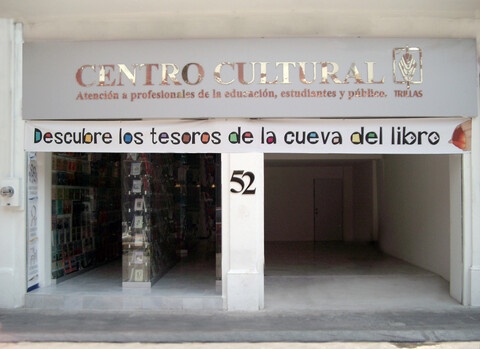 CENTRO CULTURAL
Atención a profesionales de la educación, estudiantes y público.
TRILLAS
Descubre los tesoros de la cueva del libro
52